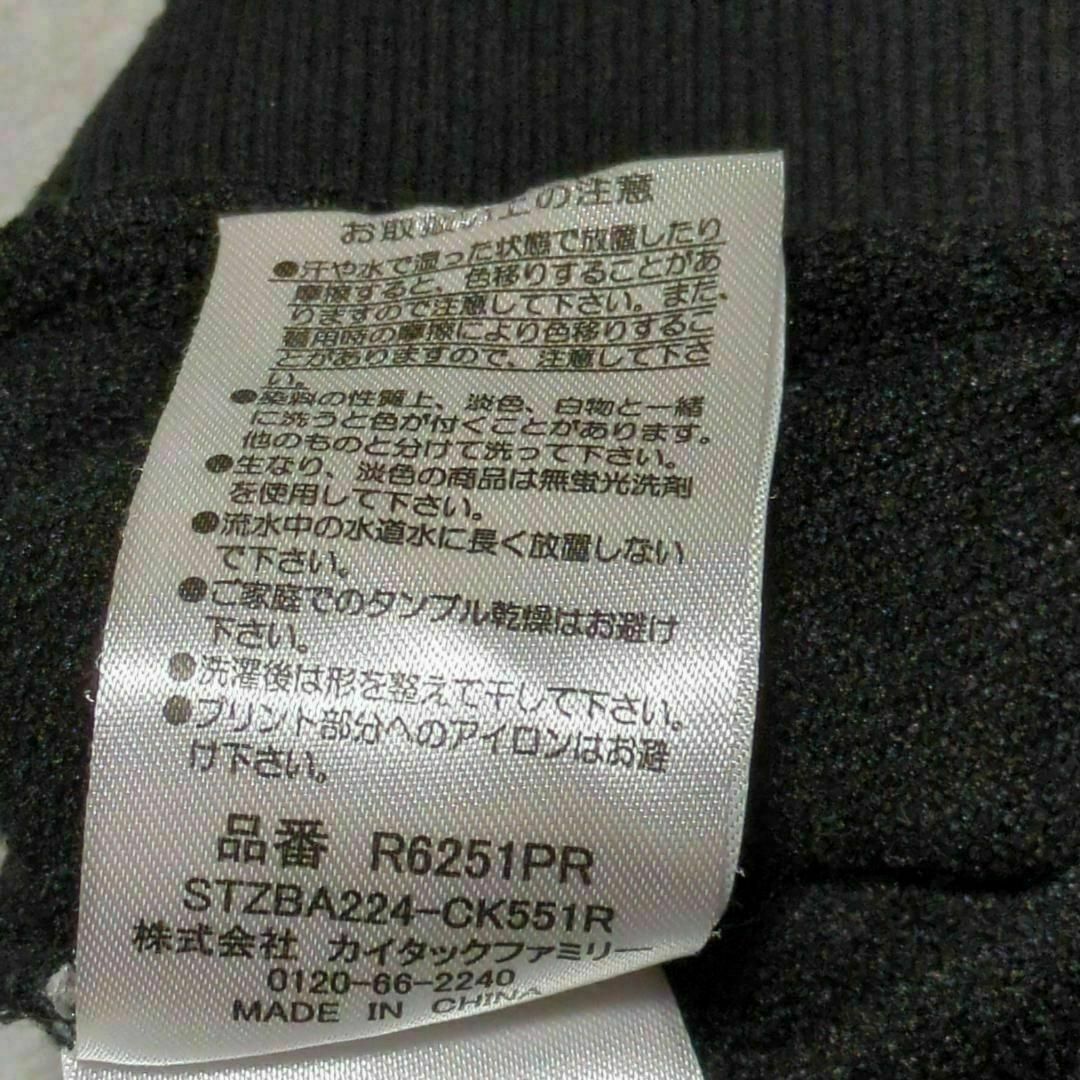 お取扱い上の注意
●汗や水で湿った状態で放置したり
摩擦すると、色移りすることがあ
りますので注意して下さい。また、
着用時の摩擦により色移りするこ
とがありますので、注意して下さ
い。
●染料の性質上、淡色、白物と一緒
に洗うと色が付くことがあります。
他のものと分けて洗って下さい。
●生なり、淡色の商品は無蛍光洗剤
を使用して下さい。
●流水中の水道水に長く放置しない
で下さい。
●ご家庭でのタンブル乾燥はお避け
下さい。
●洗濯後は形を整えて干して下さい。
●プリント部分へのアイロンはお避
け下さい。
品番 R6251PR
STZBA224-CK551R
株式会社 カイタックファミリー
0120-66-2240
MADE IN CHINA